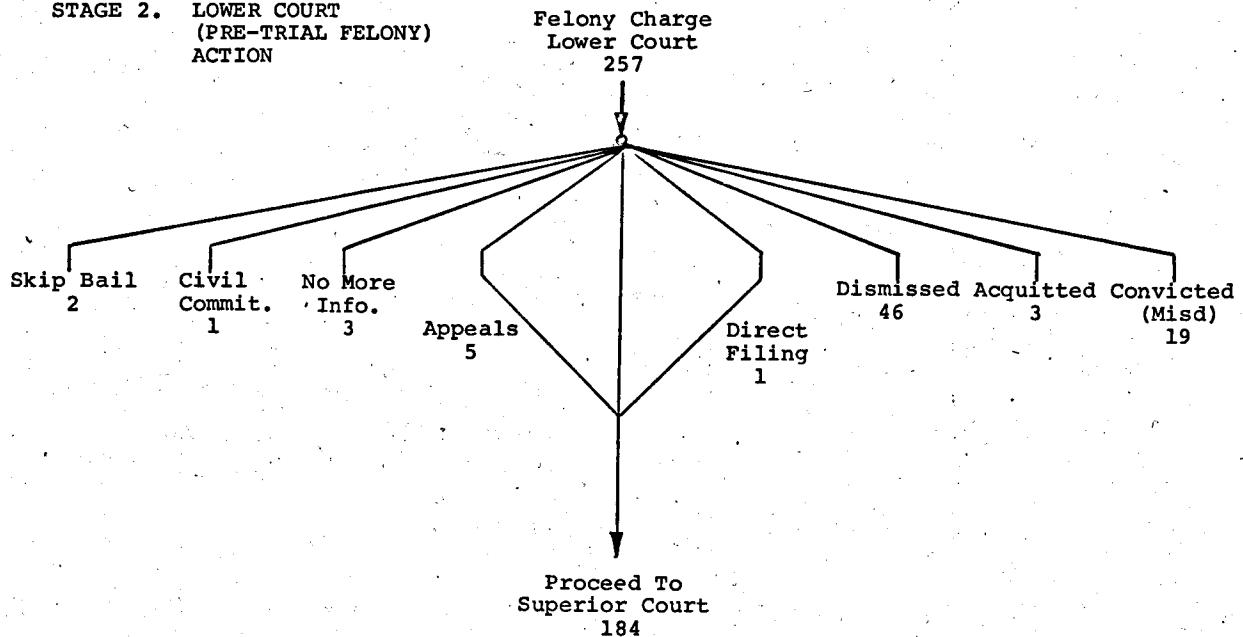 STAGE 2. LOWER COURT
(PRE-TRIAL FELONY)
ACTION
Felony Charge
Lower Court
257
Skip Bail
2
Civil
Commit.
1
No More
Info.
3
Appeals
5
Direct
Filing
1
Dismissed
46
Acquitted
3
Convicted
(Misd)
19
Proceed To
Superior Court
184